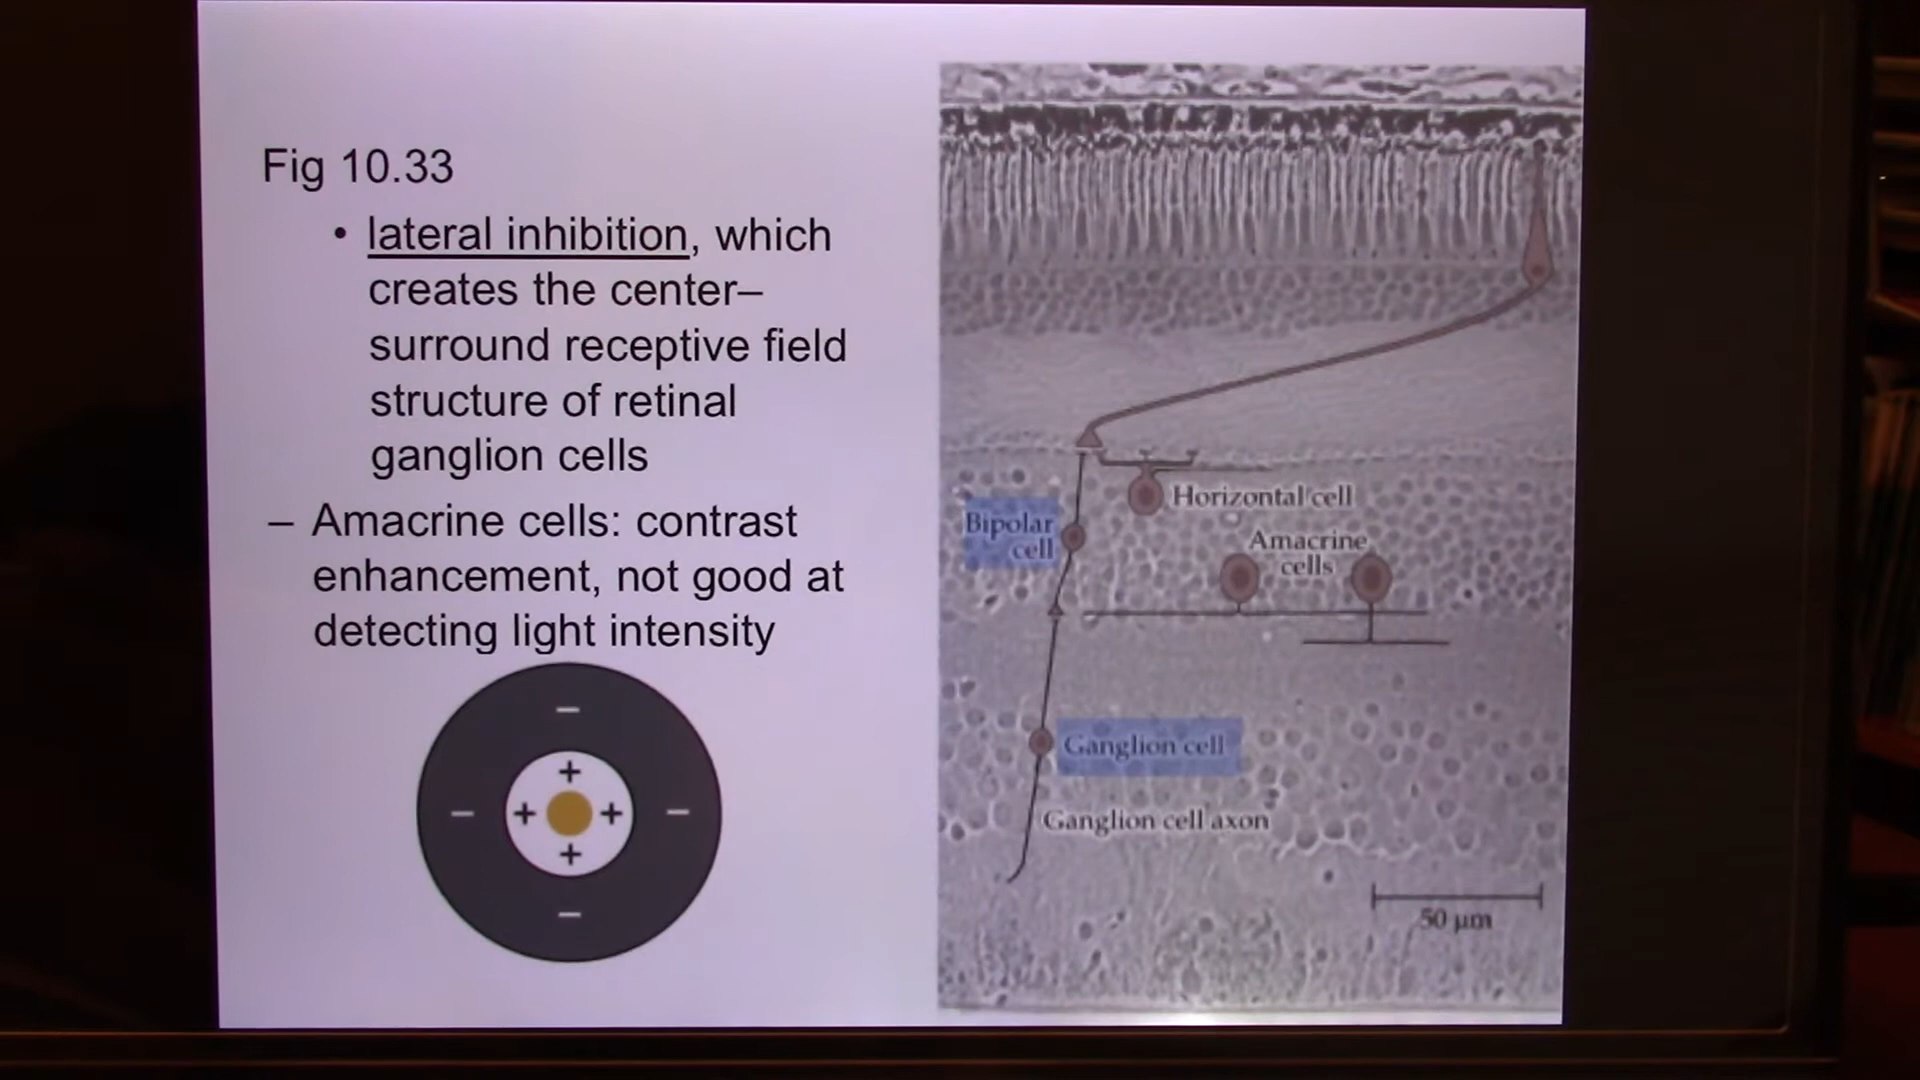 Fig 10.33
• lateral inhibition, which
creates the center–
surround receptive field
structure of retinal
ganglion cells
– Amacrine cells: contrast
enhancement, not good at
detecting light intensity
–
+
– + + –
+
–
Horizontal cell
Bipolar
cell
Amacrine
cells
Ganglion cell
Ganglion cell axon
50 µm